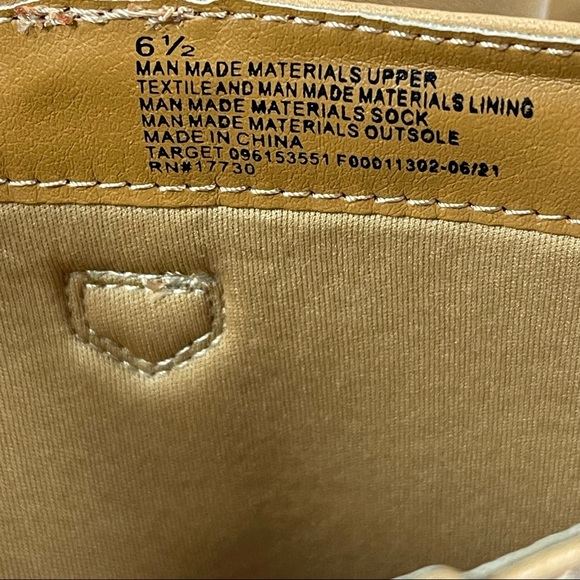 6 ½
MAN MADE MATERIALS UPPER
TEXTILE AND MAN MADE MATERIALS LINING
MAN MADE MATERIALS SOCK
MAN MADE MATERIALS OUTSOLE
MADE IN CHINA
TARGET 096153551 F00011302-06/21
RN#17730